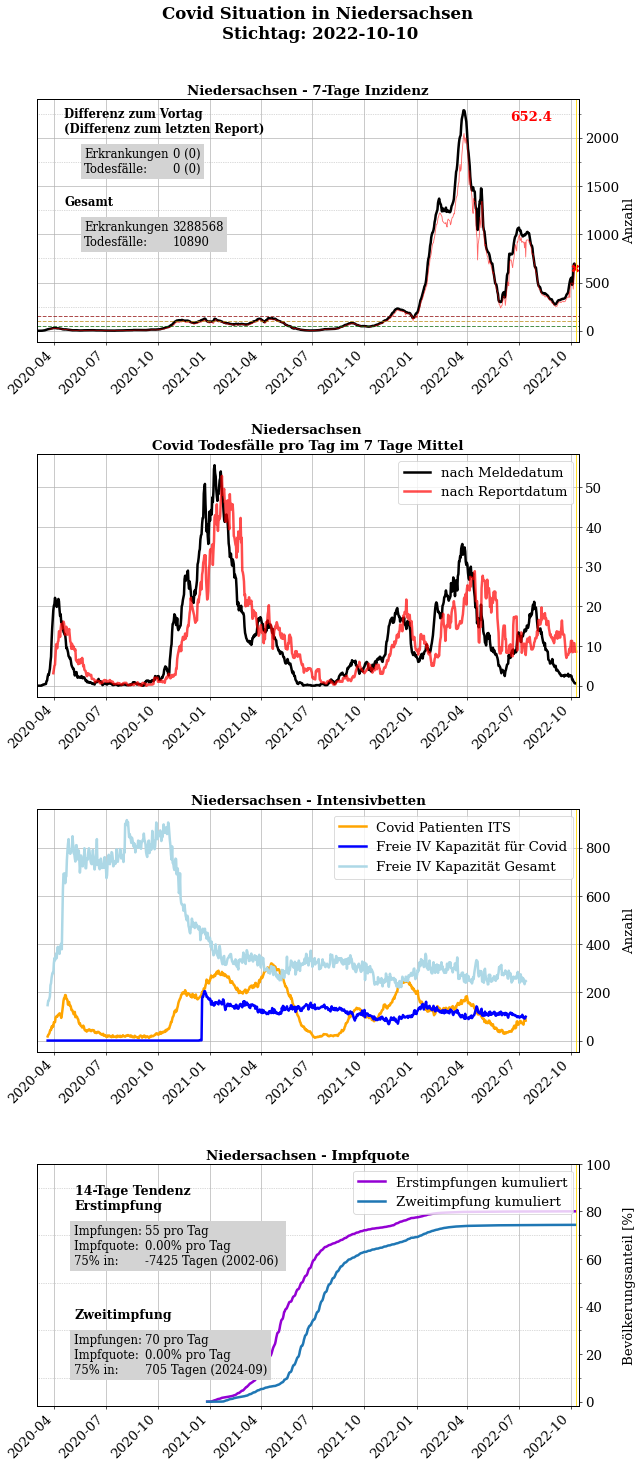 Covid Situation in Niedersachsen
Stichtag: 2022-10-10
Niedersachsen - 7-Tage Inzidenz
Differenz zum Vortag
(Differenz zum letzten Report)
Erkrankungen 0 (0)
Todesfälle: 0 (0)
Gesamt
Erkrankungen 3288568
Todesfälle: 10890
652.4
2000
1500
1000
500
0
Anzahl
2020-04
2020-07
2020-10
2021-01
2021-04
2021-07
2021-10
2022-01
2022-04
2022-07
2022-10
Niedersachsen
Covid Todesfälle pro Tag im 7 Tage Mittel
nach Meldedatum
nach Reportdatum
50
40
30
20
10
0
2020-04
2020-07
2020-10
2021-01
2021-04
2021-07
2021-10
2022-01
2022-04
2022-07
2022-10
Niedersachsen - Intensivbetten
Covid Patienten ITS
Freie IV Kapazität für Covid
Freie IV Kapazität Gesamt
800
600
400
200
0
Anzahl
2020-04
2020-07
2020-10
2021-01
2021-04
2021-07
2021-10
2022-01
2022-04
2022-07
2022-10
Niedersachsen - Impfquote
14-Tage Tendenz
Erstimpfung
Impfungen: 55 pro Tag
Impfquote: 0.00% pro Tag
75% in: -7425 Tagen (2002-06)
Zweitimpfung
Impfungen: 70 pro Tag
Impfquote: 0.00% pro Tag
75% in: 705 Tagen (2024-09)
Erstimpfungen kumuliert
Zweitimpfung kumuliert
100
80
60
40
20
0
Bevölkerungsanteil [%]
2020-04
2020-07
2020-10
2021-01
2021-04
2021-07
2021-10
2022-01
2022-04
2022-07
2022-10